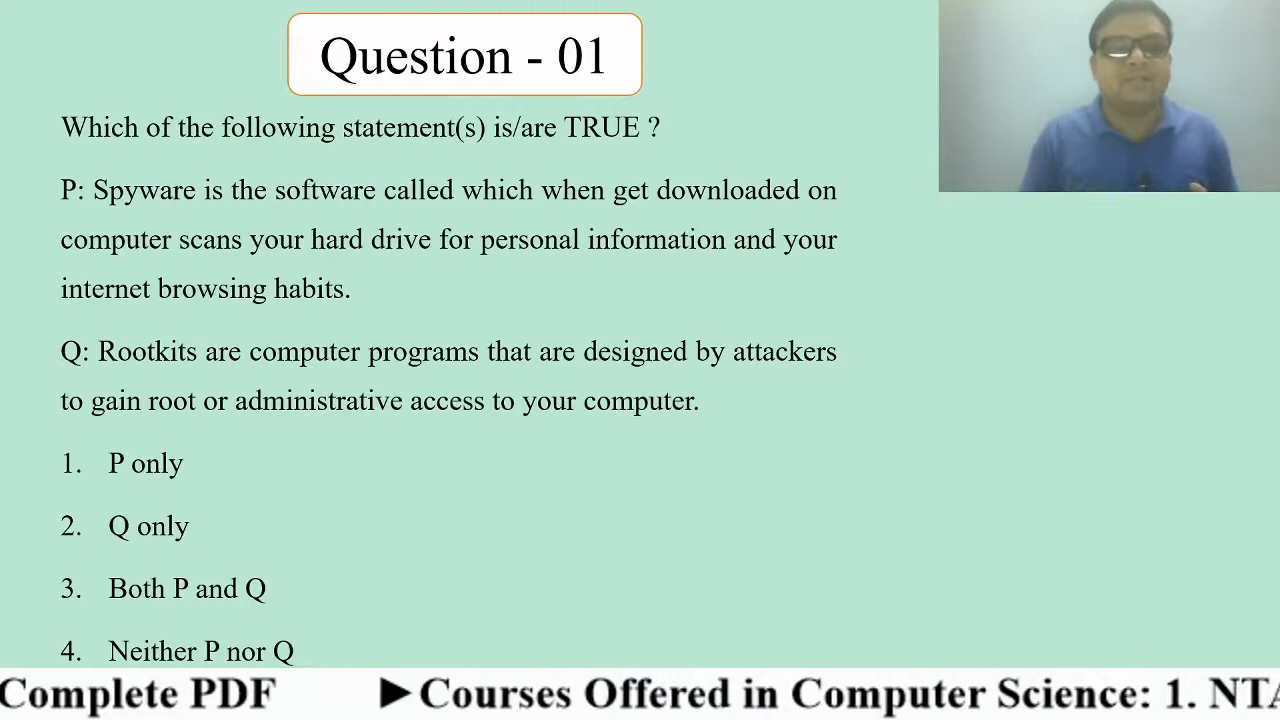 Question - 01
Which of the following statement(s) is/are TRUE ?
P: Spyware is the software called which when get downloaded on
computer scans your hard drive for personal information and your
internet browsing habits.
Q: Rootkits are computer programs that are designed by attackers
to gain root or administrative access to your computer.
1. P only
2. Q only
3. Both P and Q
4. Neither P nor Q
Complete PDF ►Courses Offered in Computer Science: 1. NTA